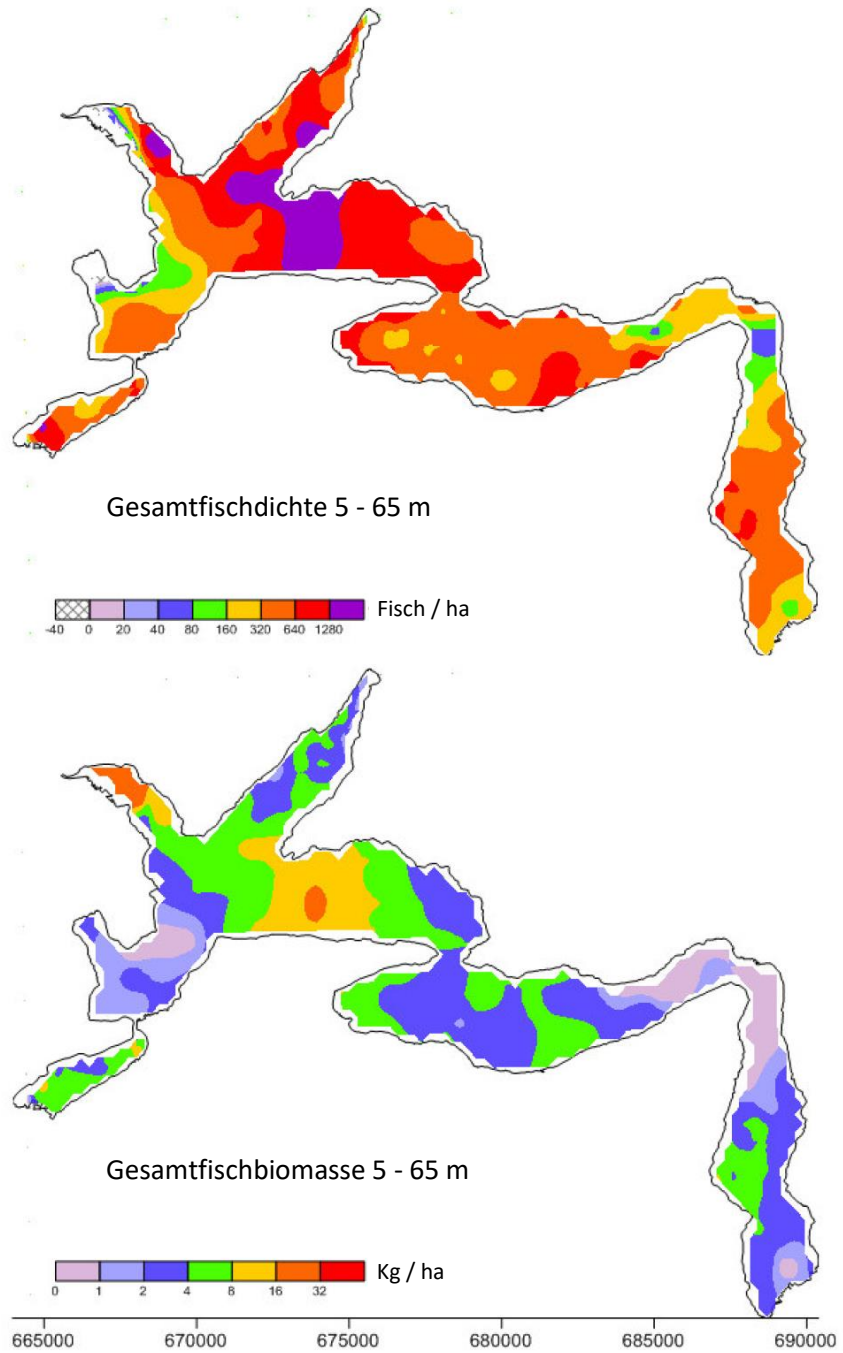 Gesamtfischdichte 5 - 65 m
Fisch / ha
-40 0 20 40 80 160 320 640 1280
Gesamtfischbiomasse 5 - 65 m
Kg / ha
0 1 2 4 8 16 32
665000 670000 675000 680000 685000 690000